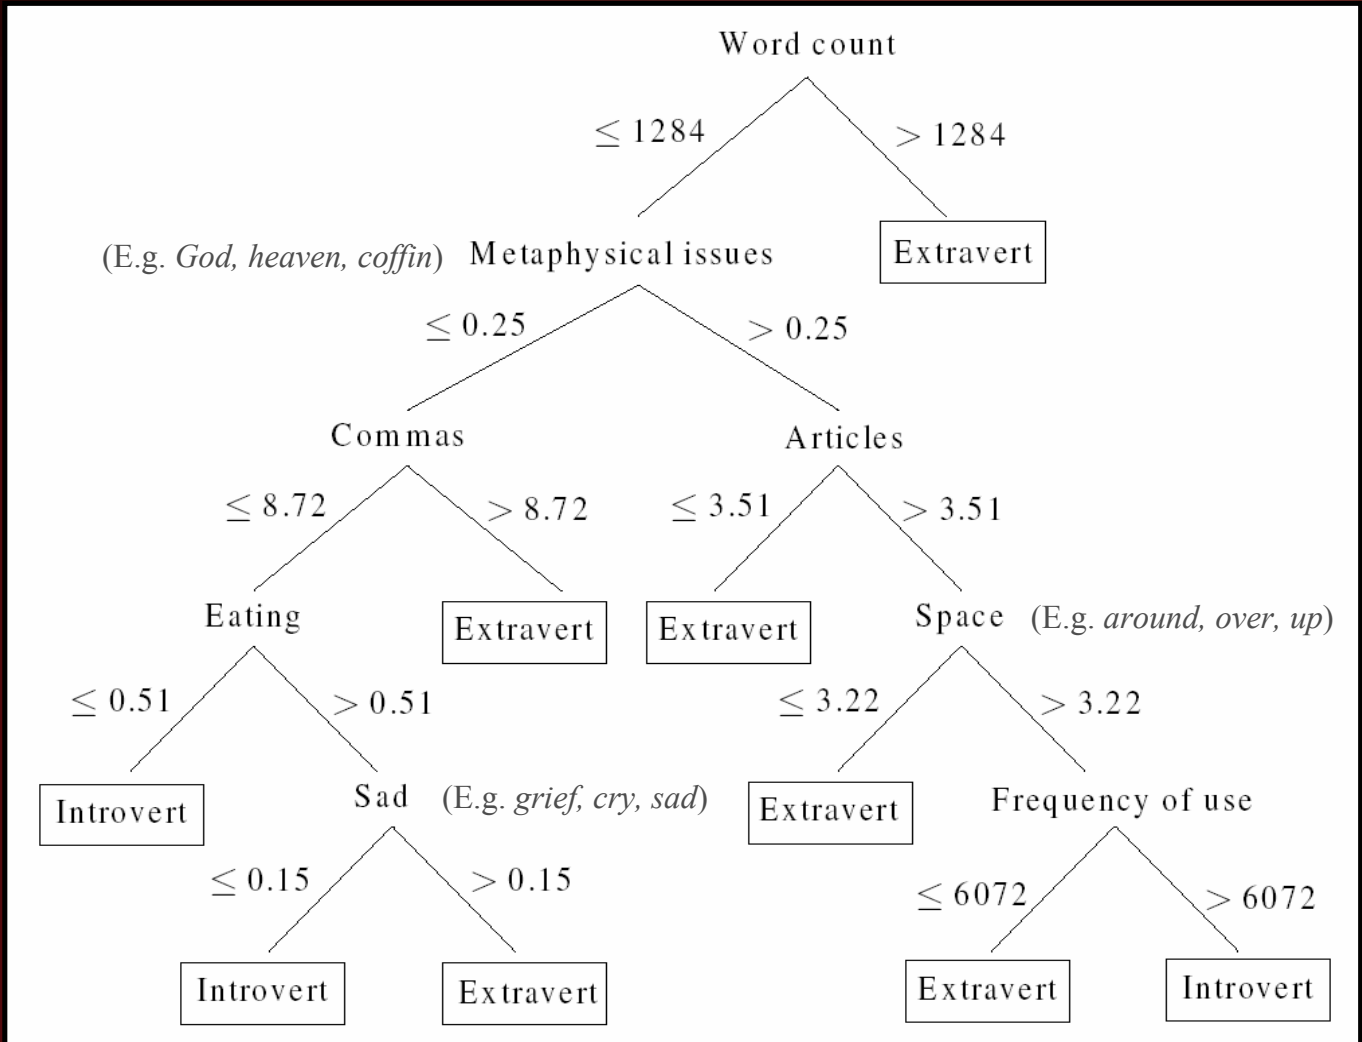 Word count
≤ 1284
> 1284
(E.g. God, heaven, coffin)
Metaphysical issues
Extravert
≤ 0.25
> 0.25
Commas
Articles
≤ 8.72
> 8.72
≤ 3.51
> 3.51
Eating
Extravert
Extravert
Space
(E.g. around, over, up)
≤ 0.51
> 0.51
≤ 3.22
> 3.22
Introvert
Sad
(E.g. grief, cry, sad)
Extravert
Frequency of use
≤ 0.15
> 0.15
≤ 6072
> 6072
Introvert
Extravert
Extravert
Introvert